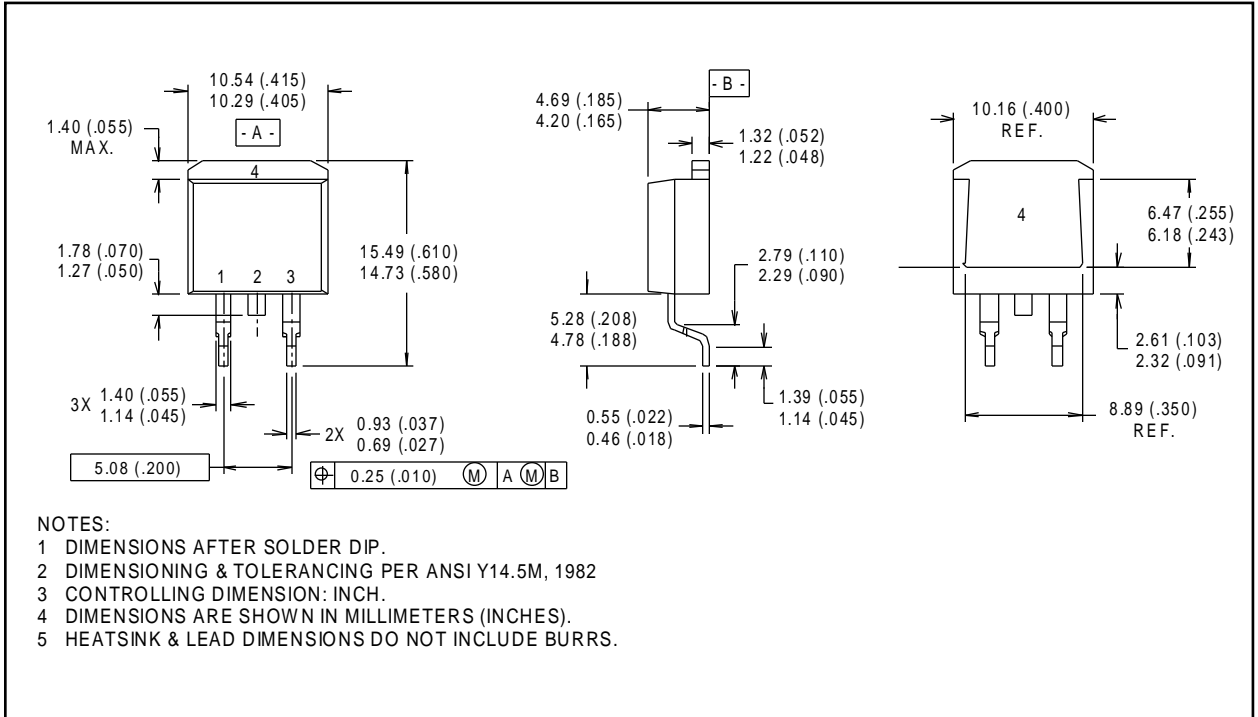 10.54 (.415)
10.29 (.405)
- A -
1.40 (.055)
MAX.
4
1.78 (.070)
1.27 (.050)
1 2 3
15.49 (.610)
14.73 (.580)
3X 1.40 (.055)
1.14 (.045)
2X 0.93 (.037)
0.69 (.027)
5.08 (.200)
⌖ 0.25 (.010) Ⓜ A Ⓜ B
- B -
4.69 (.185)
4.20 (.165)
1.32 (.052)
1.22 (.048)
2.79 (.110)
2.29 (.090)
5.28 (.208)
4.78 (.188)
1.39 (.055)
1.14 (.045)
0.55 (.022)
0.46 (.018)
10.16 (.400)
REF.
4
6.47 (.255)
6.18 (.243)
2.61 (.103)
2.32 (.091)
8.89 (.350)
REF.
NOTES:
1 DIMENSIONS AFTER SOLDER DIP.
2 DIMENSIONING & TOLERANCING PER ANSI Y14.5M, 1982
3 CONTROLLING DIMENSION: INCH.
4 DIMENSIONS ARE SHOWN IN MILLIMETERS (INCHES).
5 HEATSINK & LEAD DIMENSIONS DO NOT INCLUDE BURRS.